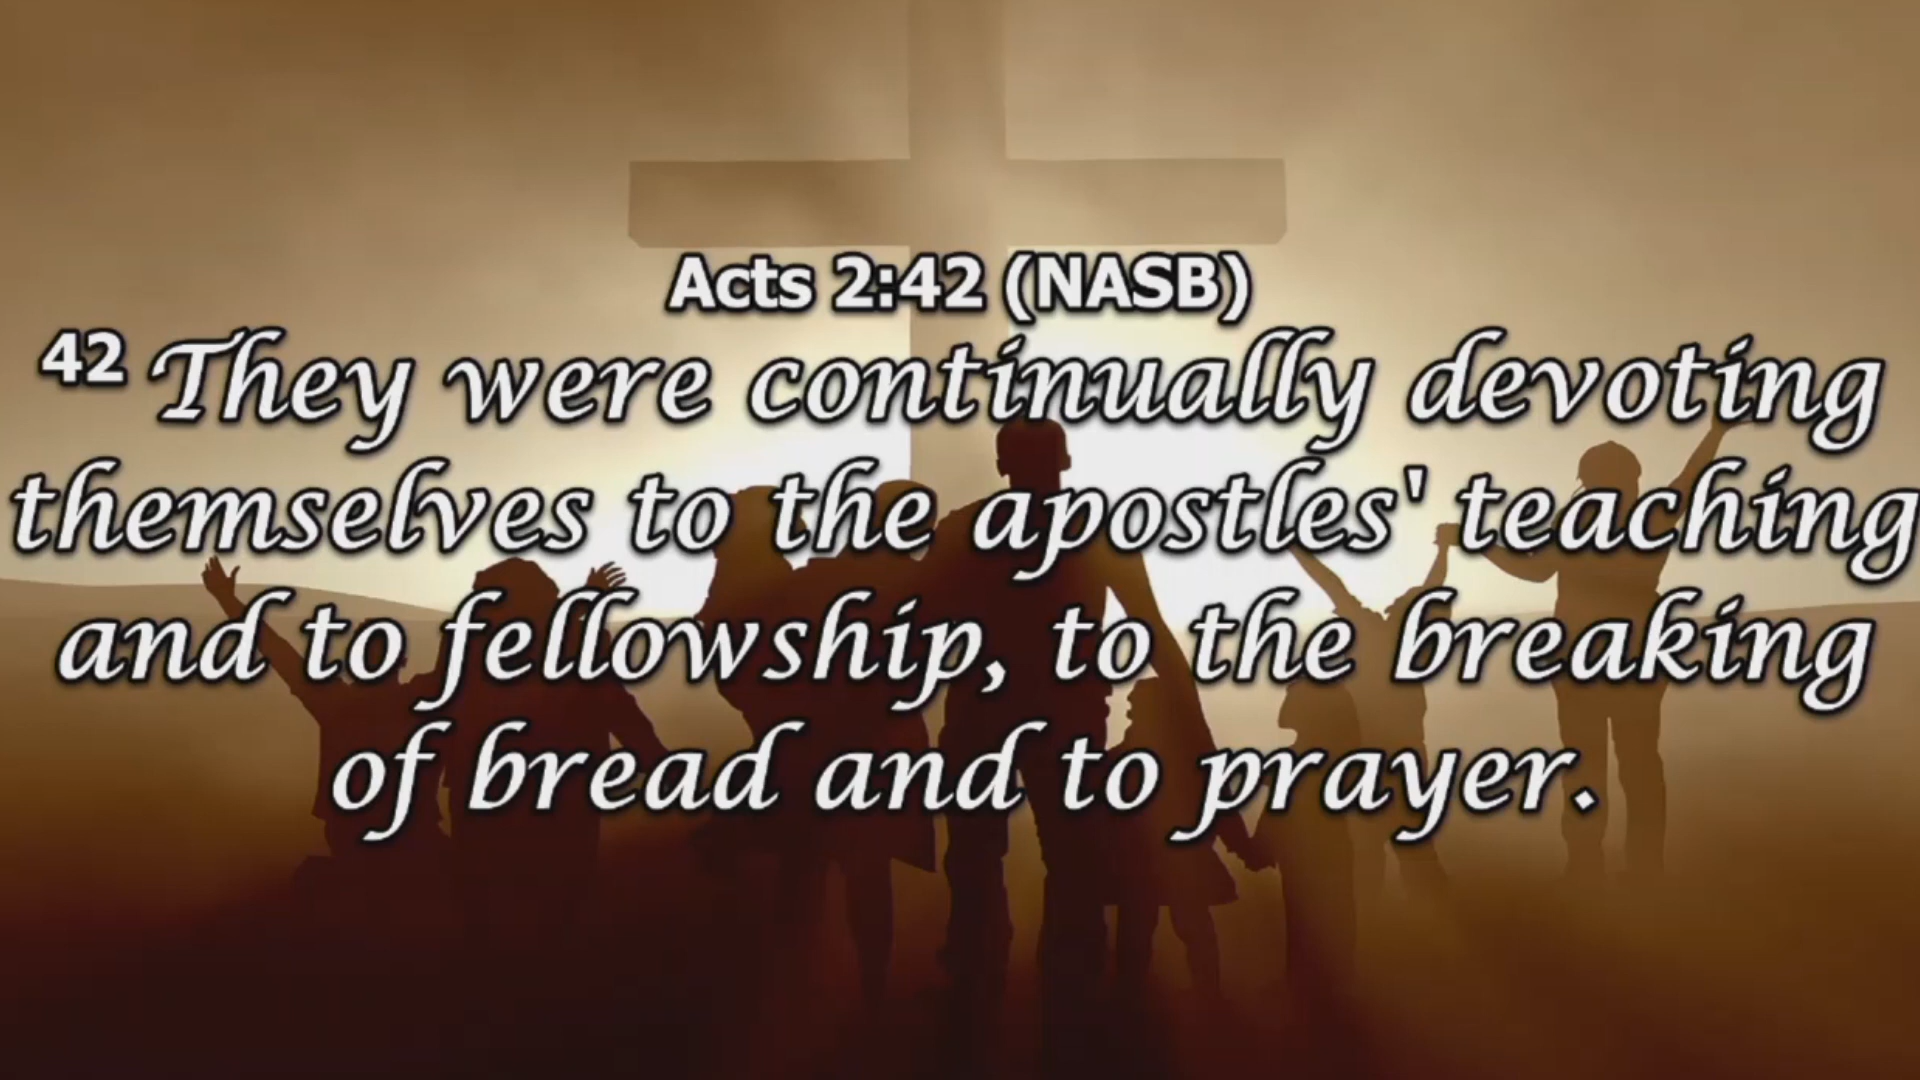 Acts 2:42 (NASB)
42 They were continually devoting
themselves to the apostles' teaching
and to fellowship, to the breaking
of bread and to prayer.